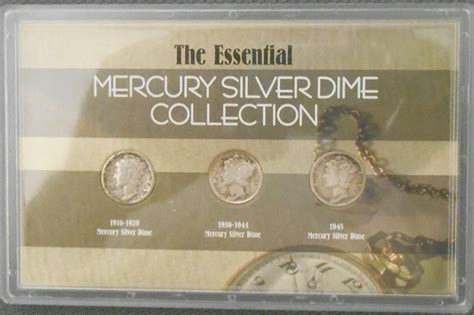 The Essential
MERCURY SILVER DIME
COLLECTION
1916-1929
Mercury Silver Dime
1930-1944
Mercury Silver Dime
1945
Mercury Silver Dime